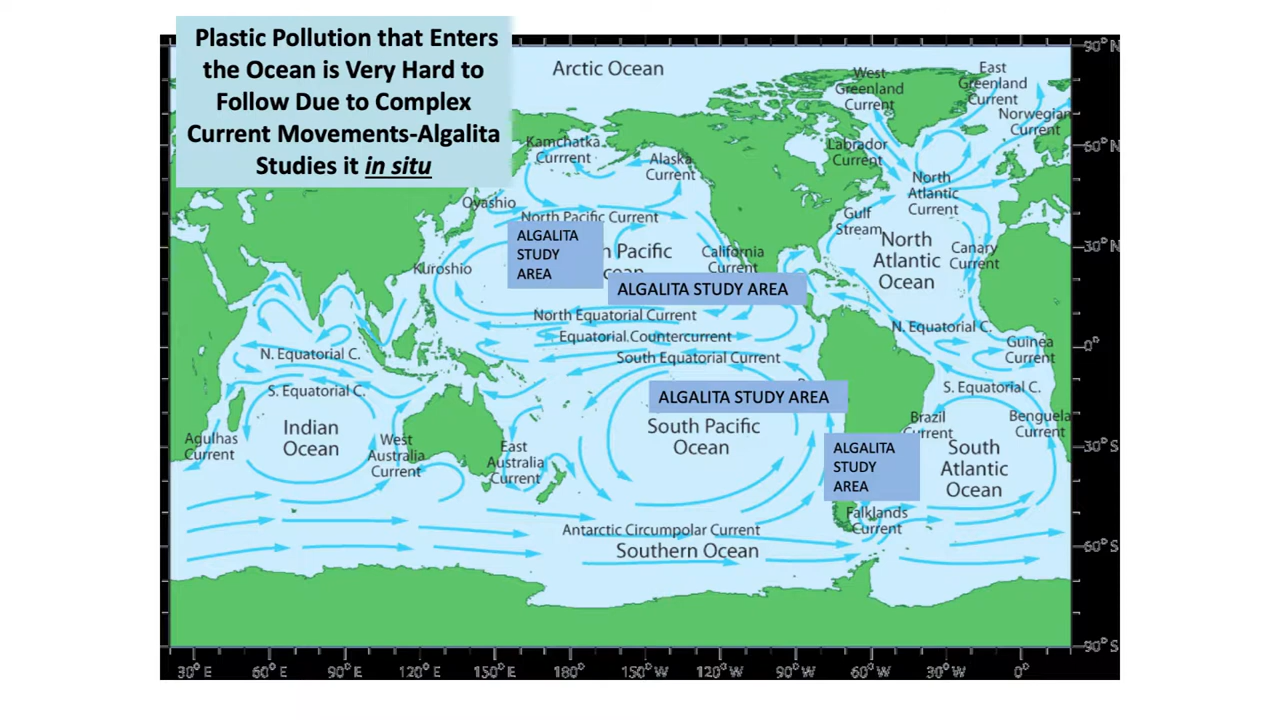 Plastic Pollution that Enters
the Ocean is Very Hard to
Follow Due to Complex
Current Movements-Algalita
Studies it in situ
Arctic Ocean
West
Greenland
Current
East
Greenland
Current
Norwegian
Current
Kamchatka
Currrent
Alaska
Current
Labrador
Current
North
Atlantic
Current
Oyashio
North Pacific Current
Gulf
Stream
ALGALITA
STUDY
AREA
h Pacific
California
Current
North
Atlantic
Ocean
Canary
Current
Kuroshio
ALGALITA STUDY AREA
North Equatorial Current
Equatorial Countercurrent
South Equatorial Current
N. Equatorial C.
Guinea
Current
N. Equatorial C.
S. Equatorial C.
S. Equatorial C.
ALGALITA STUDY AREA
Indian
Ocean
Agulhas
Current
West
Australia
Current
East
Australia
Current
South Pacific
Ocean
Brazil
Current
Benguela
Current
South
Atlantic
Ocean
ALGALITA
STUDY
AREA
Falklands
Current
Antarctic Circumpolar Current
Southern Ocean
90° N
60° N
30° N
0°
30° S
60° S
90° S
30° E 60° E 90° E 120° E 150° E 180° 150° W 120° W 90° W 60° W 30° W 0°